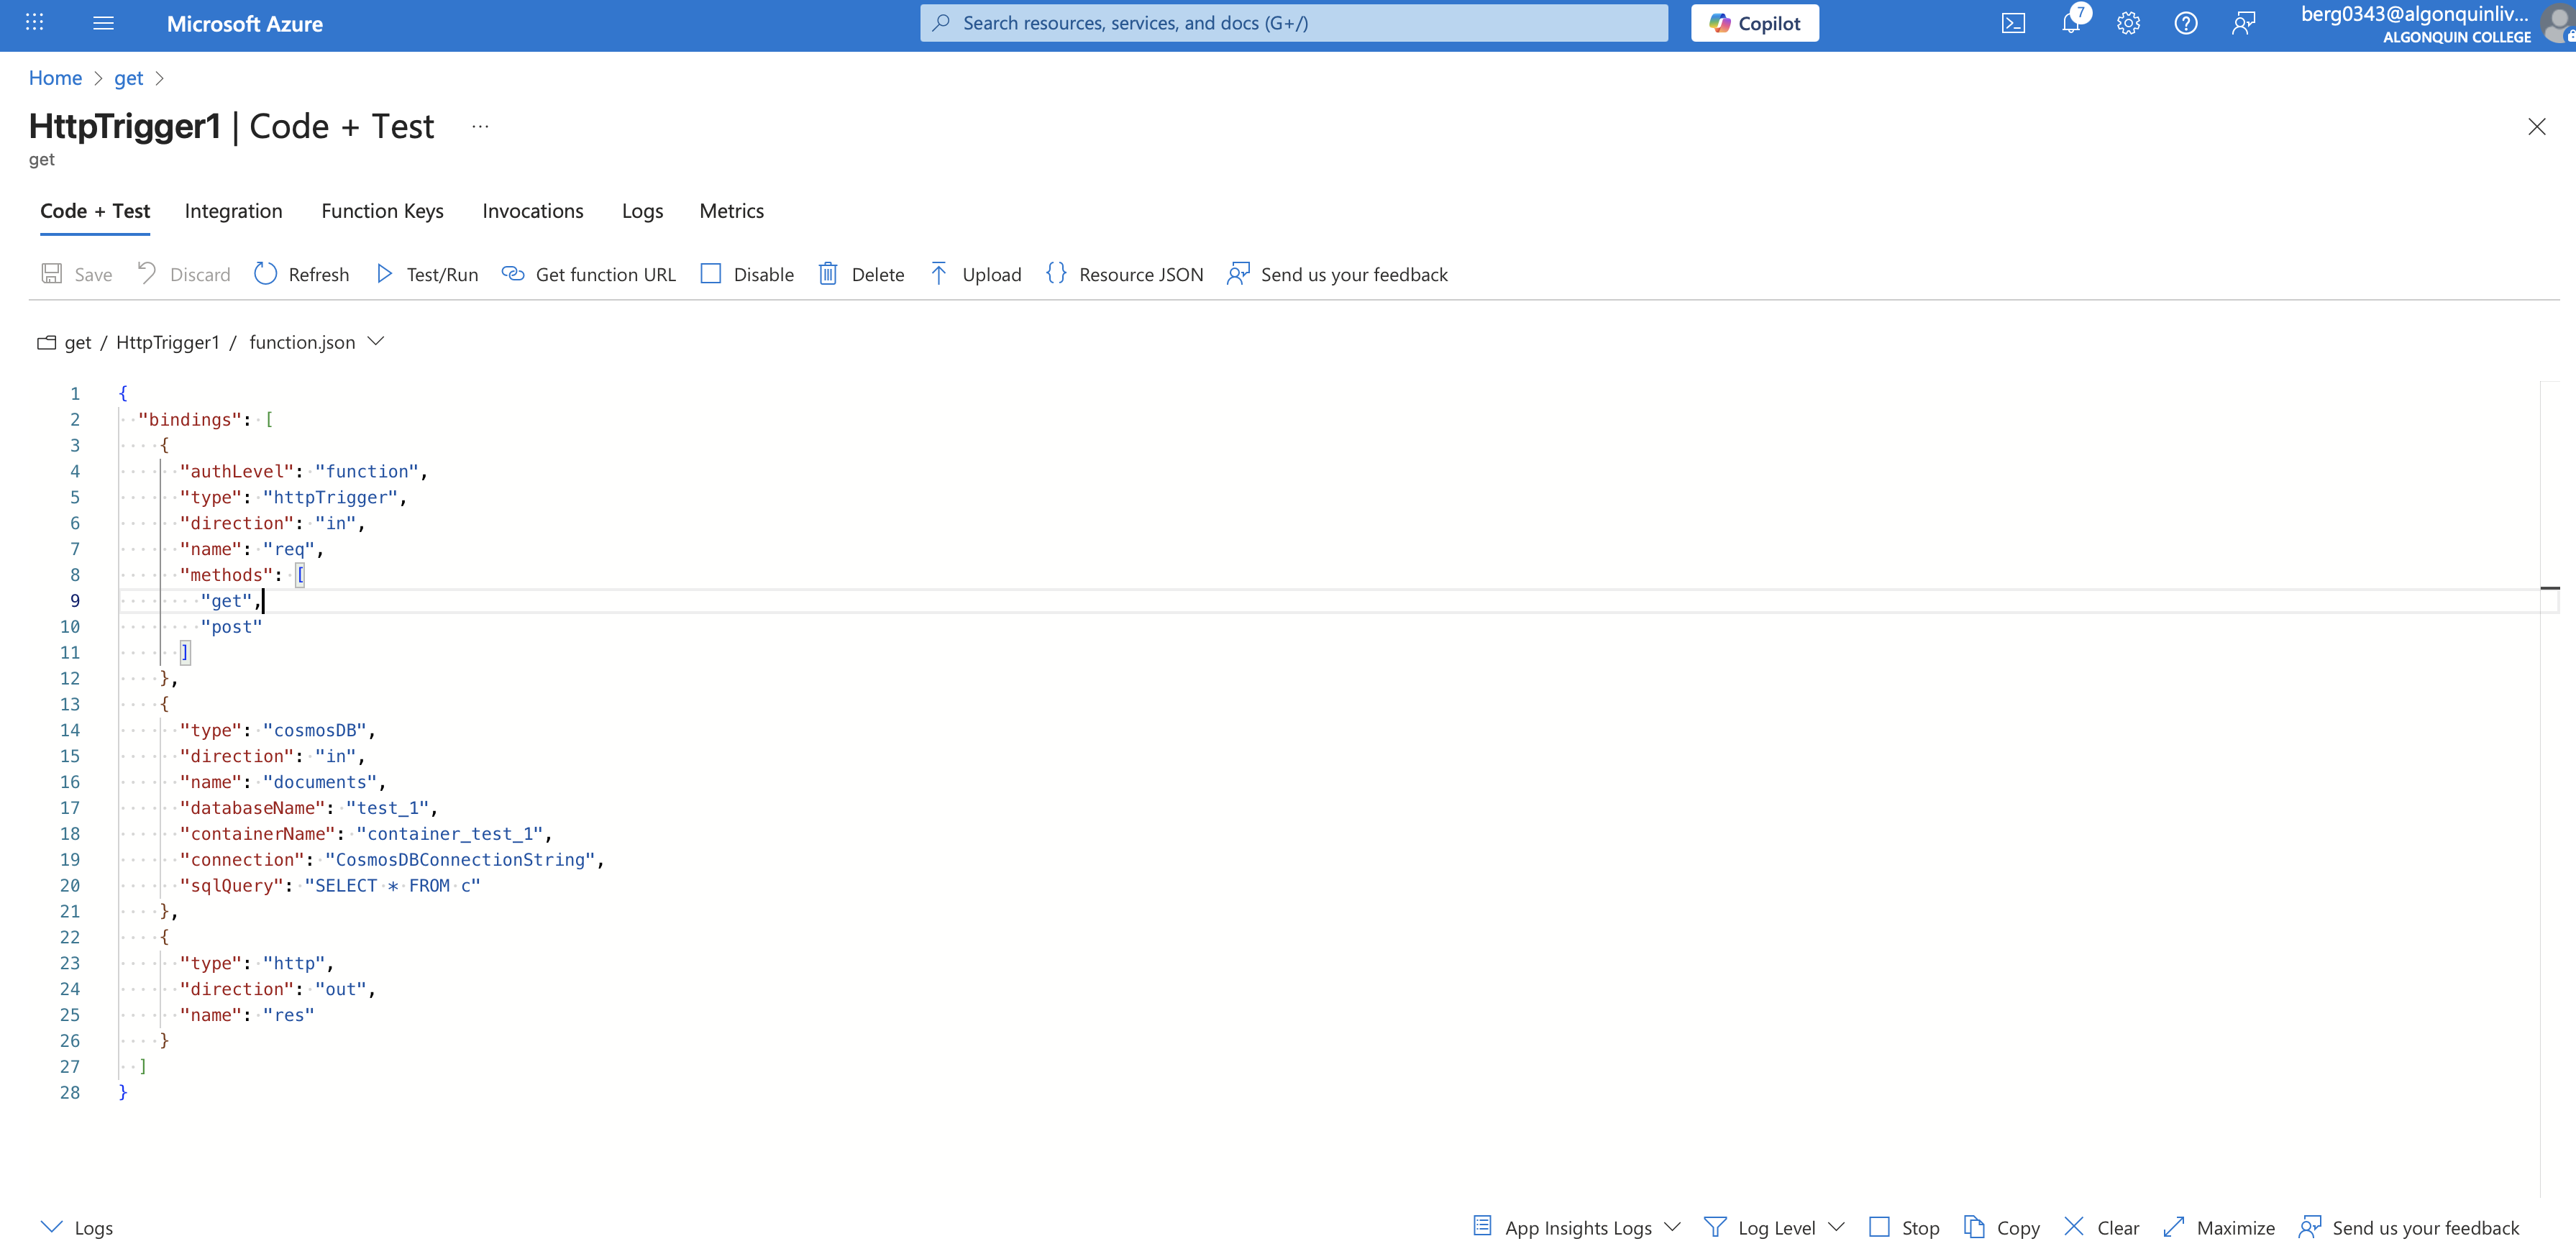 Microsoft Azure
Search resources, services, and docs (G+/)
Copilot
7
berg0343@algonquinliv...
ALGONQUIN COLLEGE
Home > get >
HttpTrigger1 | Code + Test ...
get
Code + Test Integration Function Keys Invocations Logs Metrics
Save Discard Refresh Test/Run Get function URL Disable Delete Upload {} Resource JSON Send us your feedback
get / HttpTrigger1 / function.json
1 {
2 "bindings": [
3 {
4 "authLevel": "function",
5 "type": "httpTrigger",
6 "direction": "in",
7 "name": "req",
8 "methods": [
9 "get",
10 "post"
11 ]
12 },
13 {
14 "type": "cosmosDB",
15 "direction": "in",
16 "name": "documents",
17 "databaseName": "test_1",
18 "containerName": "container_test_1",
19 "connection": "CosmosDBConnectionString",
20 "sqlQuery": "SELECT * FROM c"
21 },
22 {
23 "type": "http",
24 "direction": "out",
25 "name": "res"
26 }
27 ]
28 }
Logs
App Insights Logs Log Level Stop Copy Clear Maximize Send us your feedback